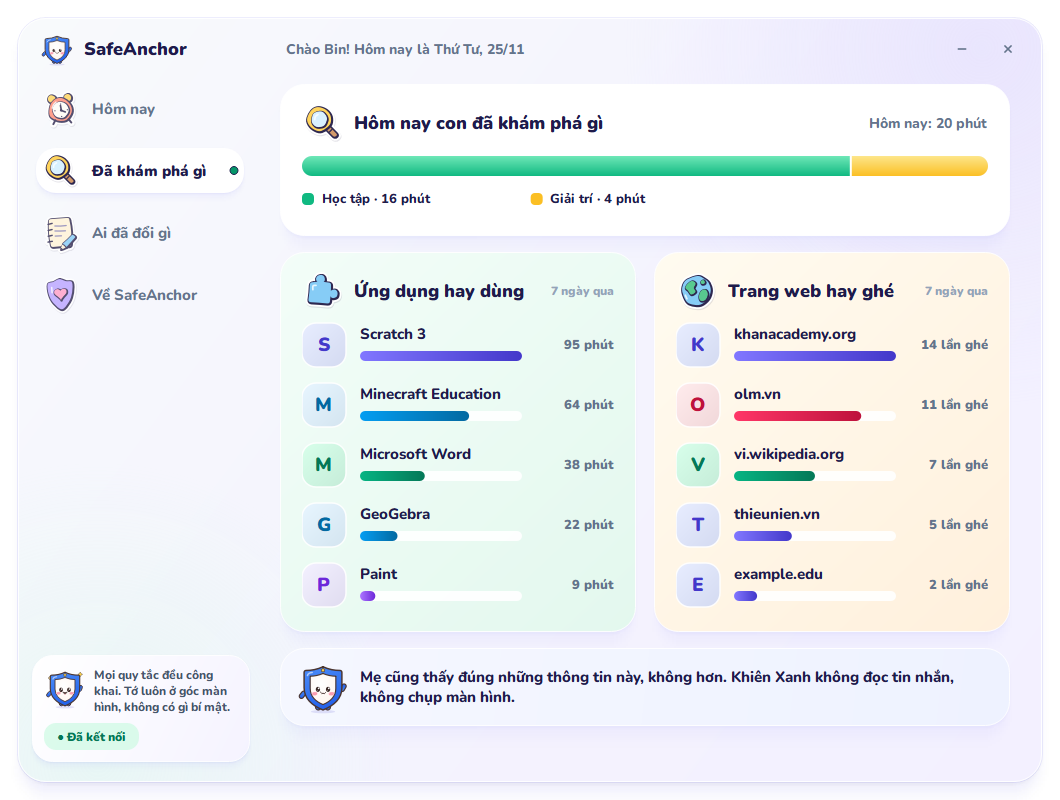 SafeAnchor
Chào Bin! Hôm nay là Thứ Tư, 25/11
Hôm nay
Đã khám phá gì
Ai đã đổi gì
Về SafeAnchor
Hôm nay con đã khám phá gì
Hôm nay: 20 phút
Học tập · 16 phút
Giải trí · 4 phút
Ứng dụng hay dùng
7 ngày qua
S
Scratch 3
95 phút
M
Minecraft Education
64 phút
M
Microsoft Word
38 phút
G
GeoGebra
22 phút
P
Paint
9 phút
Trang web hay ghé
7 ngày qua
K
khanacademy.org
14 lần ghé
O
olm.vn
11 lần ghé
V
vi.wikipedia.org
7 lần ghé
T
thieunien.vn
5 lần ghé
E
example.edu
2 lần ghé
Mọi quy tắc đều công
khai. Tớ luôn ở góc màn
hình, không có gì bí mật.
● Đã kết nối
Mẹ cũng thấy đúng những thông tin này, không hơn. Khiên Xanh không đọc tin nhắn,
không chụp màn hình.